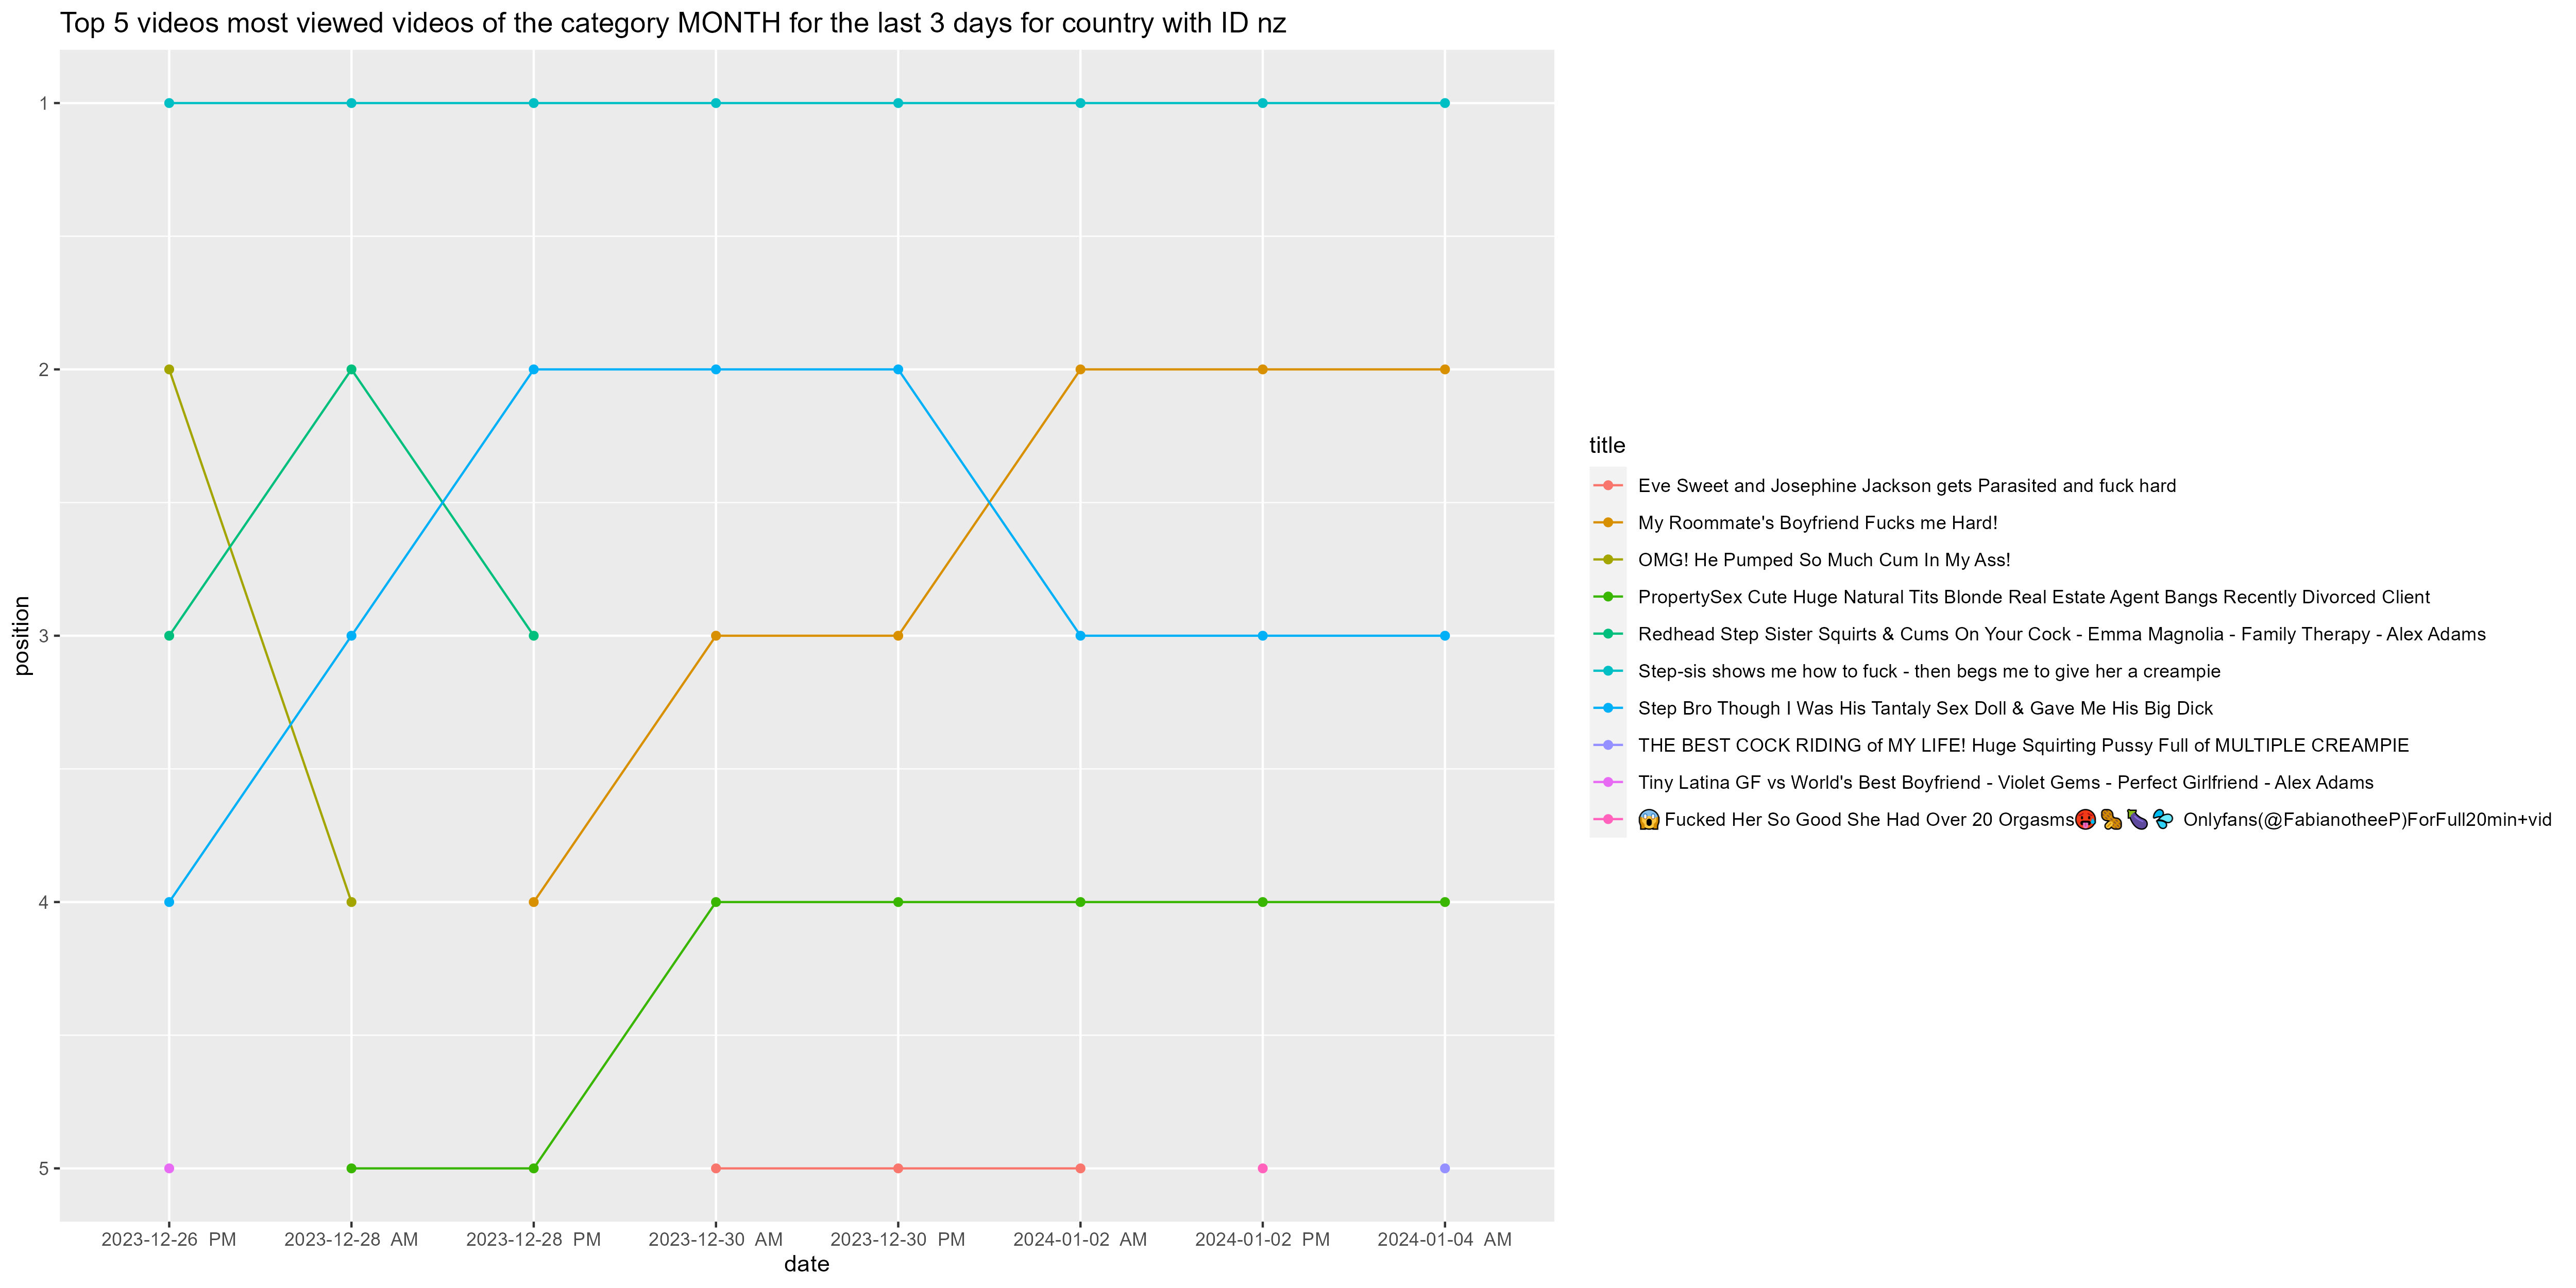 Top 5 videos most viewed videos of the category MONTH for the last 3 days for country with ID nz
1
2
3
4
5
position
2023-12-26 PM
2023-12-28 AM
2023-12-28 PM
2023-12-30 AM
2023-12-30 PM
2024-01-02 AM
2024-01-02 PM
2024-01-04 AM
date
title
Eve Sweet and Josephine Jackson gets Parasited and fuck hard
My Roommate's Boyfriend Fucks me Hard!
OMG! He Pumped So Much Cum In My Ass!
PropertySex Cute Huge Natural Tits Blonde Real Estate Agent Bangs Recently Divorced Client
Redhead Step Sister Squirts & Cums On Your Cock - Emma Magnolia - Family Therapy - Alex Adams
Step-sis shows me how to fuck - then begs me to give her a creampie
Step Bro Though I Was His Tantaly Sex Doll & Gave Me His Big Dick
THE BEST COCK RIDING of MY LIFE! Huge Squirting Pussy Full of MULTIPLE CREAMPIE
Tiny Latina GF vs World's Best Boyfriend - Violet Gems - Perfect Girlfriend - Alex Adams
😱 Fucked Her So Good She Had Over 20 Orgasms🥵🥜🍆💦 Onlyfans(@FabianotheeP)ForFull20min+vid